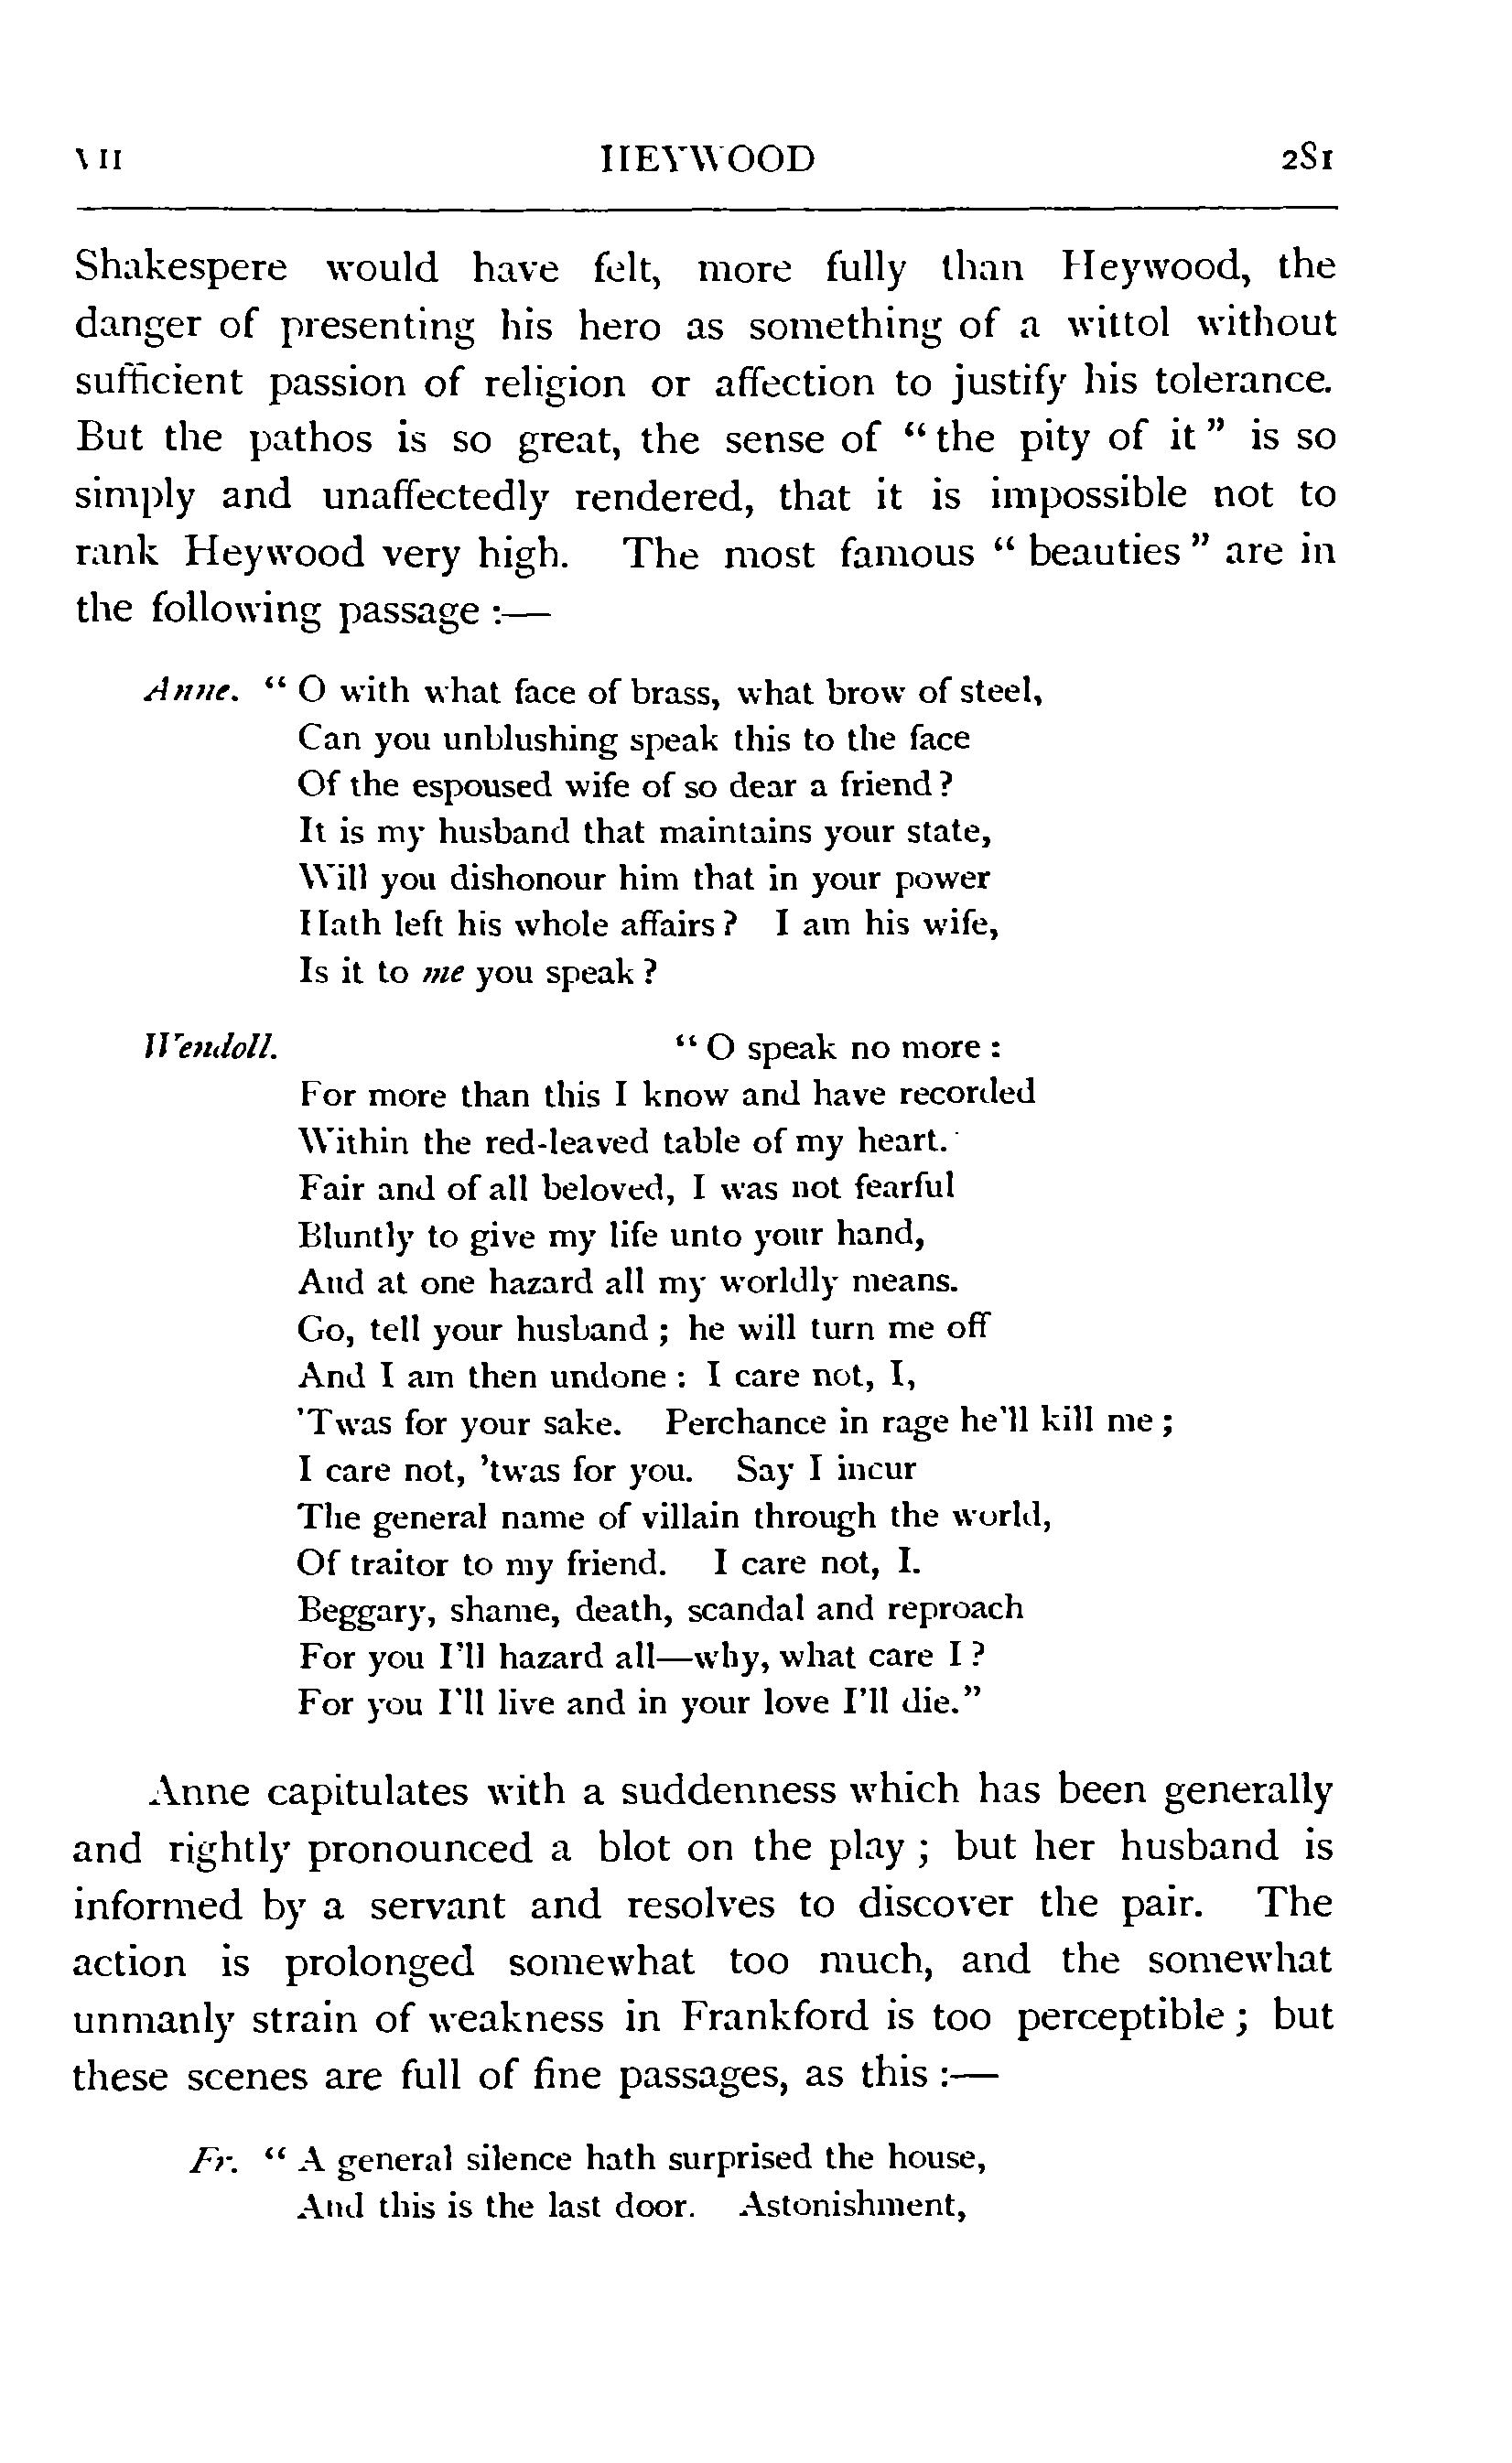 VII HEYWOOD 281
Shakespere would have felt, more fully than Heywood, the
danger of presenting his hero as something of a wittol without
sufficient passion of religion or affection to justify his tolerance.
But the pathos is so great, the sense of “the pity of it” is so
simply and unaffectedly rendered, that it is impossible not to
rank Heywood very high. The most famous “beauties” are in
the following passage :—
Anne. “O with what face of brass, what brow of steel,
Can you unblushing speak this to the face
Of the espoused wife of so dear a friend?
It is my husband that maintains your state,
Will you dishonour him that in your power
Hath left his whole affairs? I am his wife,
Is it to me you speak?
Wendoll. “O speak no more :
For more than this I know and have recorded
Within the red-leaved table of my heart.
Fair and of all beloved, I was not fearful
Bluntly to give my life unto your hand,
And at one hazard all my worldly means.
Go, tell your husband ; he will turn me off
And I am then undone : I care not, I,
’Twas for your sake. Perchance in rage he’ll kill me ;
I care not, ’twas for you. Say I incur
The general name of villain through the world,
Of traitor to my friend. I care not, I.
Beggary, shame, death, scandal and reproach
For you I’ll hazard all—why, what care I?
For you I’ll live and in your love I’ll die.”
Anne capitulates with a suddenness which has been generally
and rightly pronounced a blot on the play ; but her husband is
informed by a servant and resolves to discover the pair. The
action is prolonged somewhat too much, and the somewhat
unmanly strain of weakness in Frankford is too perceptible ; but
these scenes are full of fine passages, as this :—
Fr. “A general silence hath surprised the house,
And this is the last door. Astonishment,